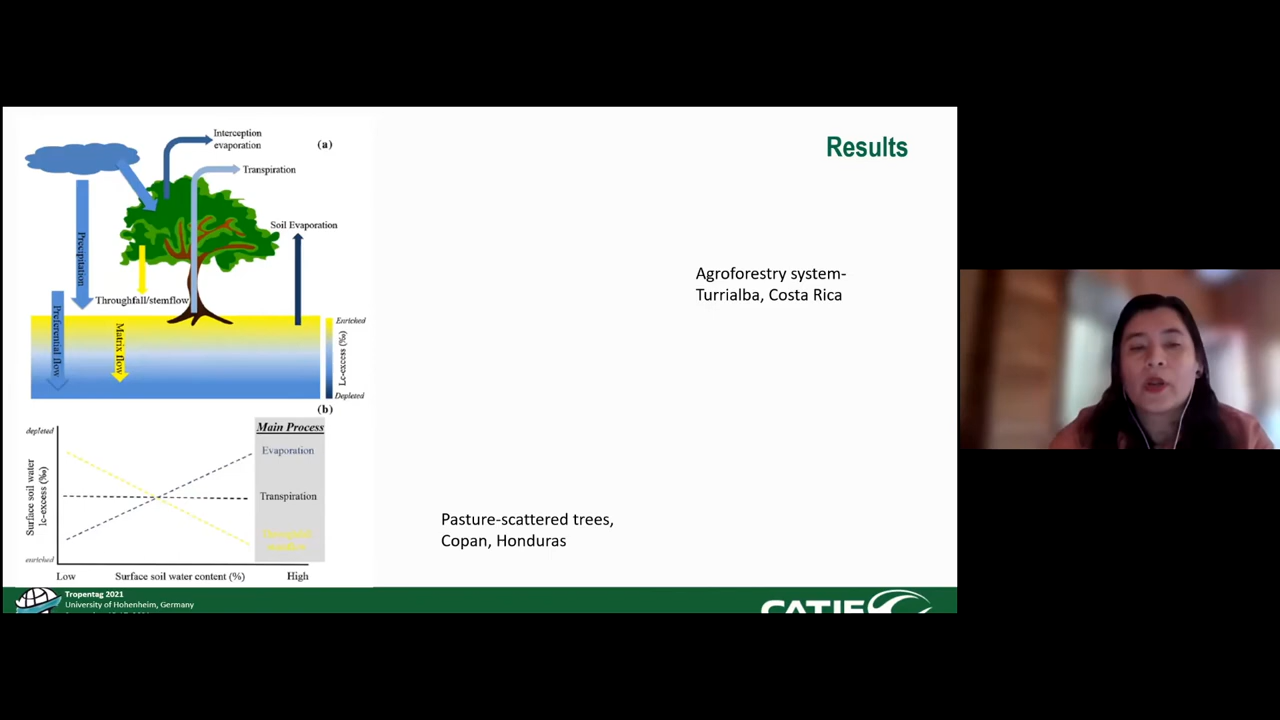 Results
Interception
evaporation
(a)
Transpiration
Soil Evaporation
Precipitation
Throughfall/stemflow
Preferential flow
Matrix flow
Enriched
Lc-excess (‰)
Depleted
(b)
depleted
Surface soil water
lc-excess (‰)
enriched
Main Process
Evaporation
Transpiration
Low
Surface soil water content (%)
High
Agroforestry system-
Turrialba, Costa Rica
Pasture-scattered trees,
Copan, Honduras
Tropentag 2021
University of Hohenheim, Germany
CATIE